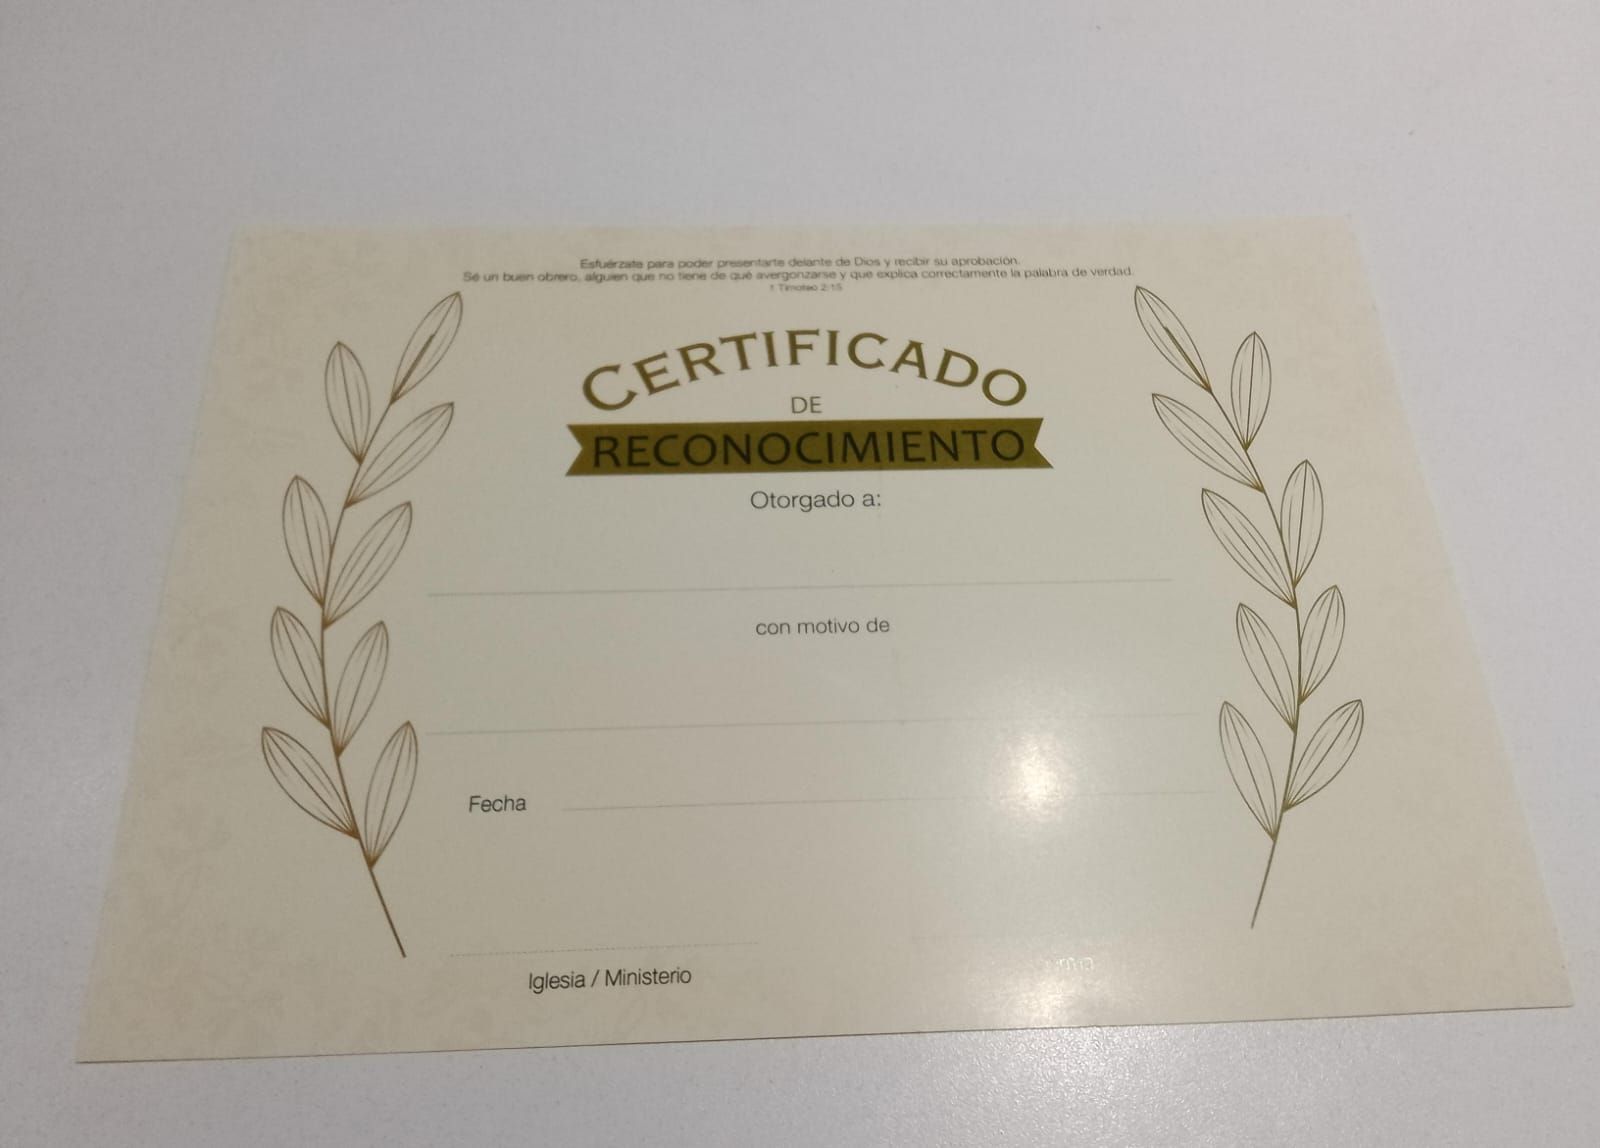 Esfuérzate para poder presentarte delante de Dios y recibir su aprobación.
Sé un buen obrero, alguien que no tiene de qué avergonzarse y que explica correctamente la palabra de verdad.
1 Timoteo 2:15
CERTIFICADO
DE
RECONOCIMIENTO
Otorgado a:
con motivo de
Fecha
Iglesia / Ministerio